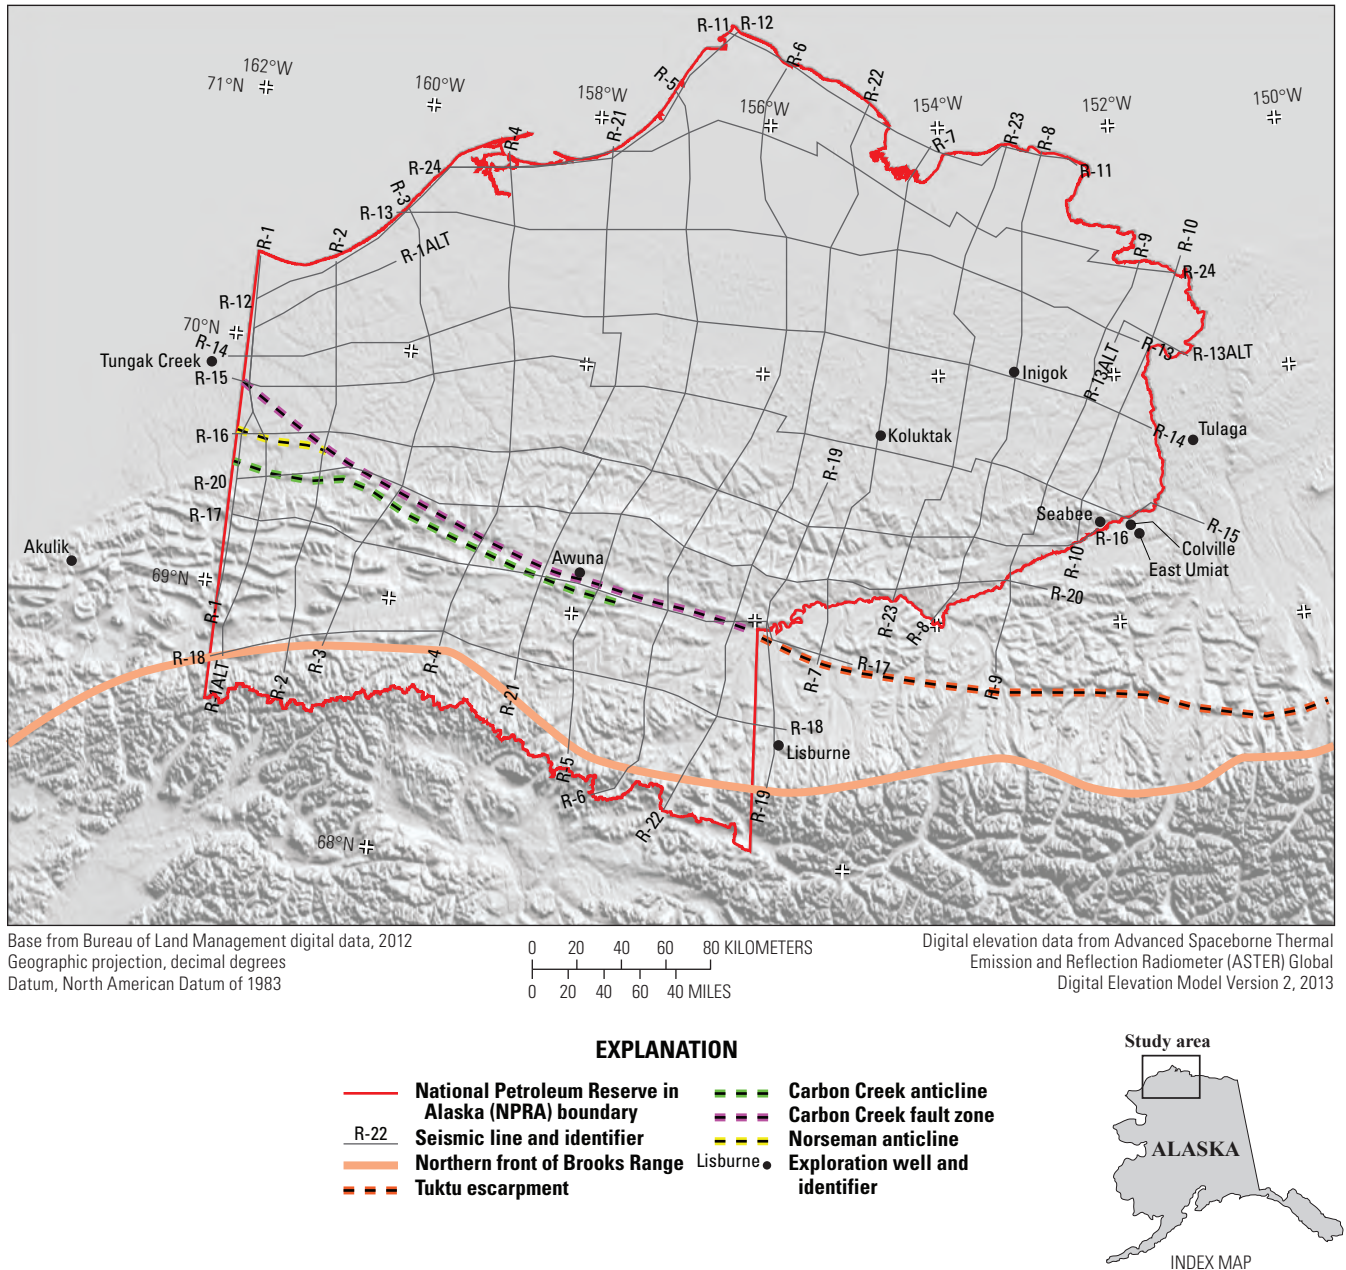 R-11
R-12
R-6
162°W
71°N
160°W
R-5
158°W
R-22
156°W
154°W
152°W
150°W
R-21
R-4
R-7
R-23
R-8
R-24
R-11
R-3
R-13
R-1
R-2
R-1ALT
R-9
R-10
R-24
R-12
70°N
R-14
Tungak Creek
R-15
R-13
R-13ALT
R-13ALT
Inigok
R-16
Koluktak
R-14
Tulaga
R-19
R-20
R-17
Seabee
R-15
R-16
Colville
East Umiat
Akulik
Awuna
R-10
69°N
R-20
R-1
R-23
R-8
R-18
R-3
R-4
R-17
R-1ALT
R-2
R-21
R-7
R-9
R-18
Lisburne
R-5
R-6
R-19
R-22
68°N
Base from Bureau of Land Management digital data, 2012
Geographic projection, decimal degrees
Datum, North American Datum of 1983
0 20 40 60 80 KILOMETERS
0 20 40 60 40 MILES
Digital elevation data from Advanced Spaceborne Thermal
Emission and Reflection Radiometer (ASTER) Global
Digital Elevation Model Version 2, 2013
EXPLANATION
National Petroleum Reserve in
Alaska (NPRA) boundary
R-22
Seismic line and identifier
Northern front of Brooks Range
Tuktu escarpment
Carbon Creek anticline
Carbon Creek fault zone
Norseman anticline
Lisburne
Exploration well and
identifier
Study area
ALASKA
INDEX MAP